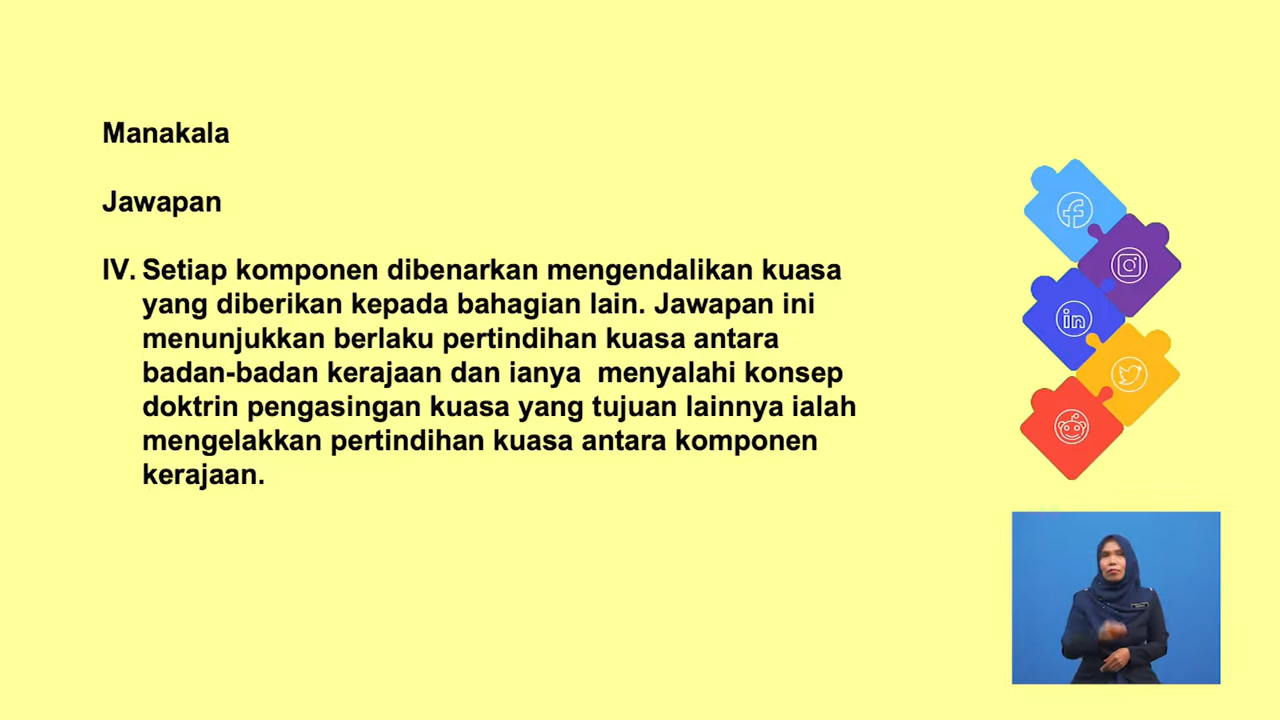 Manakala
Jawapan
IV. Setiap komponen dibenarkan mengendalikan kuasa
yang diberikan kepada bahagian lain. Jawapan ini
menunjukkan berlaku pertindihan kuasa antara
badan-badan kerajaan dan ianya  menyalahi konsep
doktrin pengasingan kuasa yang tujuan lainnya ialah
mengelakkan pertindihan kuasa antara komponen
kerajaan.
in